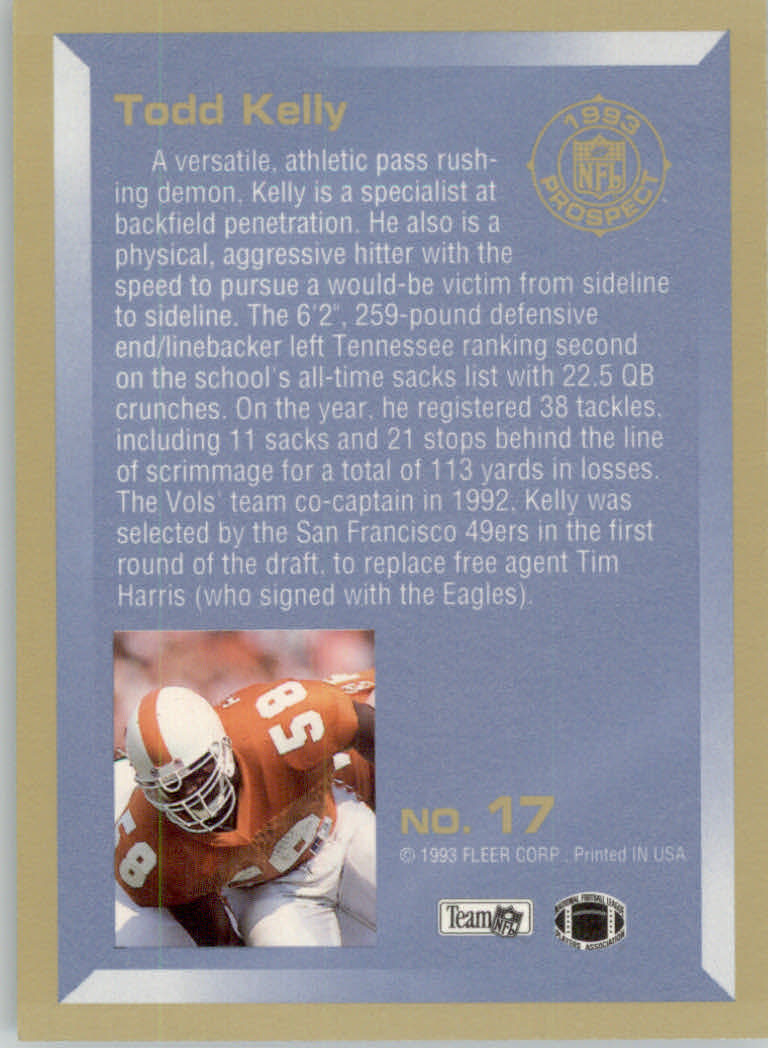 Todd Kelly
1993
NFL
PROSPECT
A versatile, athletic pass rush-
ing demon, Kelly is a specialist at
backfield penetration. He also is a
physical, aggressive hitter with the
speed to pursue a would-be victim from sideline
to sideline. The 6'2", 259-pound defensive
end/linebacker left Tennessee ranking second
on the school's all-time sacks list with 22.5 QB
crunches. On the year, he registered 38 tackles,
including 11 sacks and 21 stops behind the line
of scrimmage for a total of 113 yards in losses.
The Vols' team co-captain in 1992, Kelly was
selected by the San Francisco 49ers in the first
round of the draft, to replace free agent Tim
Harris (who signed with the Eagles).
58
58
NO. 17
© 1993 FLEER CORP. Printed IN USA
Team NFL
NATIONAL FOOTBALL LEAGUE
PLAYERS ASSOCIATION